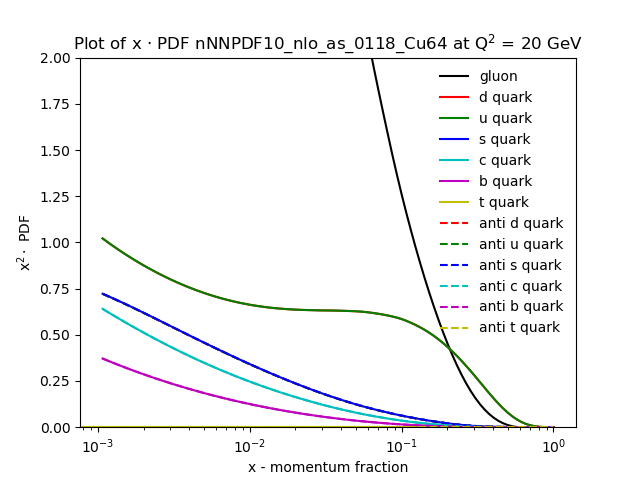 Plot of x · PDF nNNPDF10_nlo_as_0118_Cu64 at Q² = 20 GeV
x²· PDF
2.00
1.75
1.50
1.25
1.00
0.75
0.50
0.25
0.00
gluon
d quark
u quark
s quark
c quark
b quark
t quark
anti d quark
anti u quark
anti s quark
anti c quark
anti b quark
anti t quark
10⁻³ 10⁻² 10⁻¹ 10⁰
x - momentum fraction